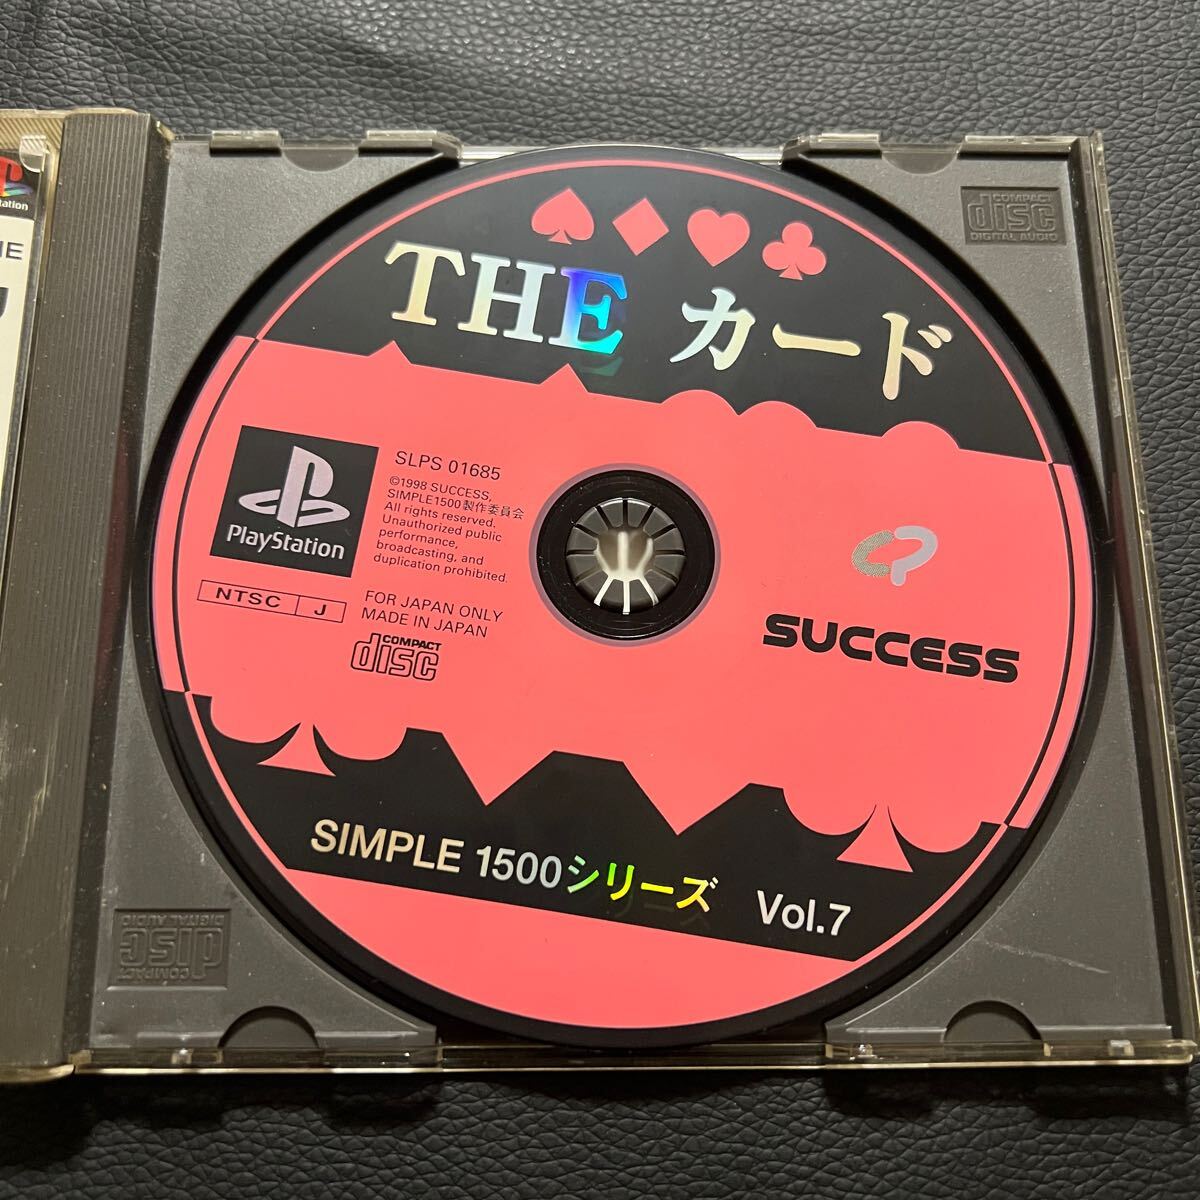 THE カード
SLPS 01685
©1998 SUCCESS,
SIMPLE1500製作委員会
All rights reserved.
Unauthorized public
performance,
broadcasting, and
duplication prohibited.
PlayStation
NTSC J
FOR JAPAN ONLY
MADE IN JAPAN
COMPACT
disc
SUCCESS
SIMPLE 1500シリーズ Vol.7
COMPACT
disc
DIGITAL AUDIO
COMPACT
disc
DIGITAL AUDIO